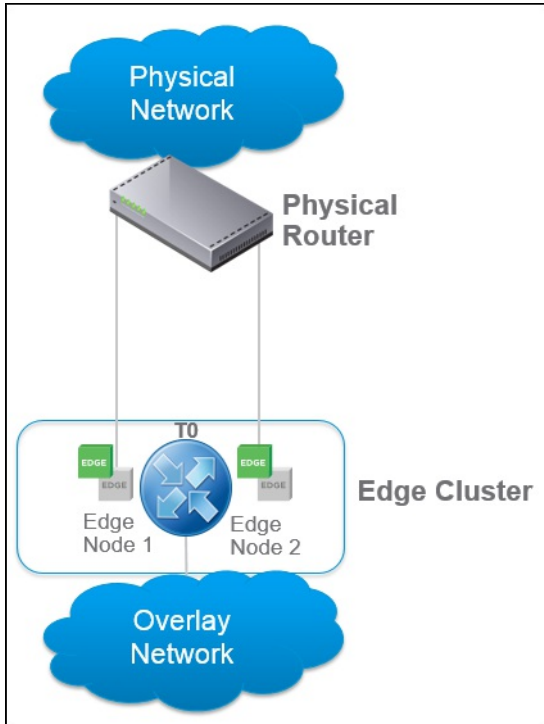 Physical
Network
Physical
Router
T0
EDGE
EDGE
EDGE
EDGE
Edge
Node 1
Edge
Node 2
Edge Cluster
Overlay
Network